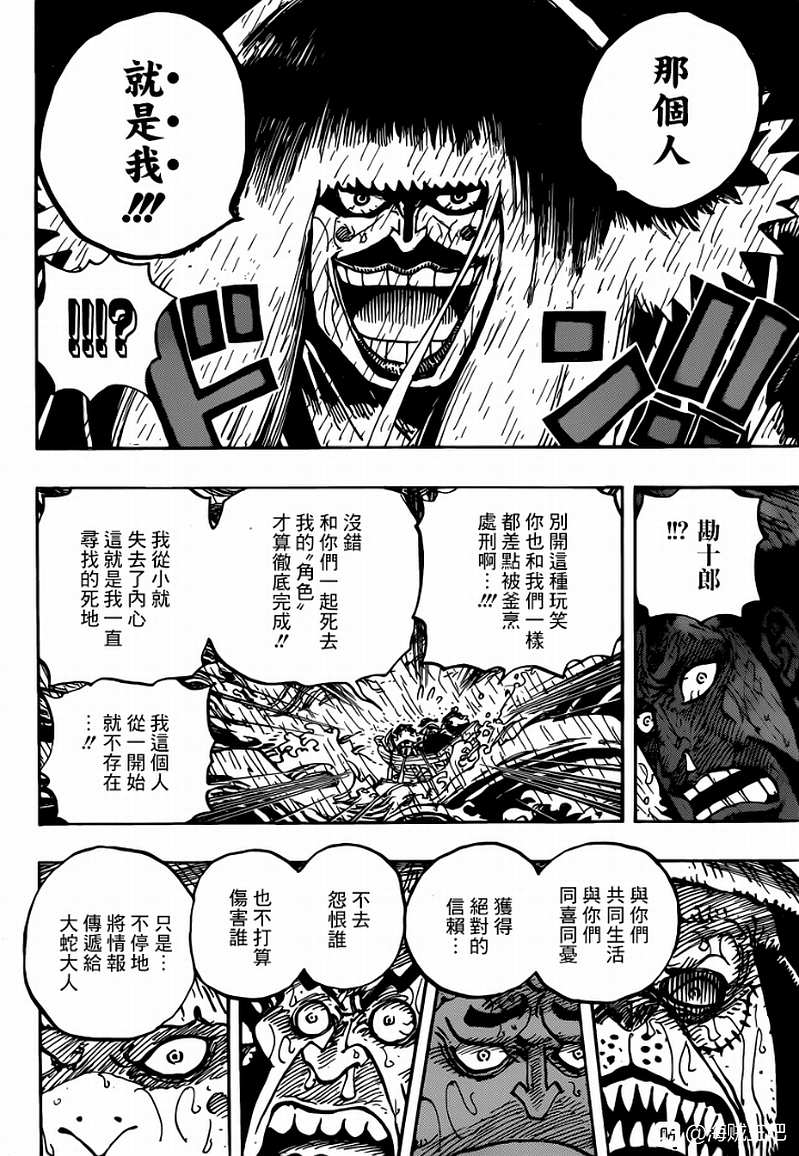 那個人
就是我!!!
!!!?
ドン
勘十郎
!!?
別開這種玩笑
你也和我們一樣
都差點被釜烹
處刑啊…!!!
沒錯
和你們一起死去
我的“角色”
才算徹底完成!!
我從小就
失去了內心
這就是我一直
尋找的死地
我這個人
從一開始
就不存在
…!!
與你們
共同生活
與你們
同喜同憂
獲得
絕對的
信賴…
不去
怨恨誰
也不打算
傷害誰
只是…
不停地
將情報
傳遞給
大蛇大人
@海贼王吧